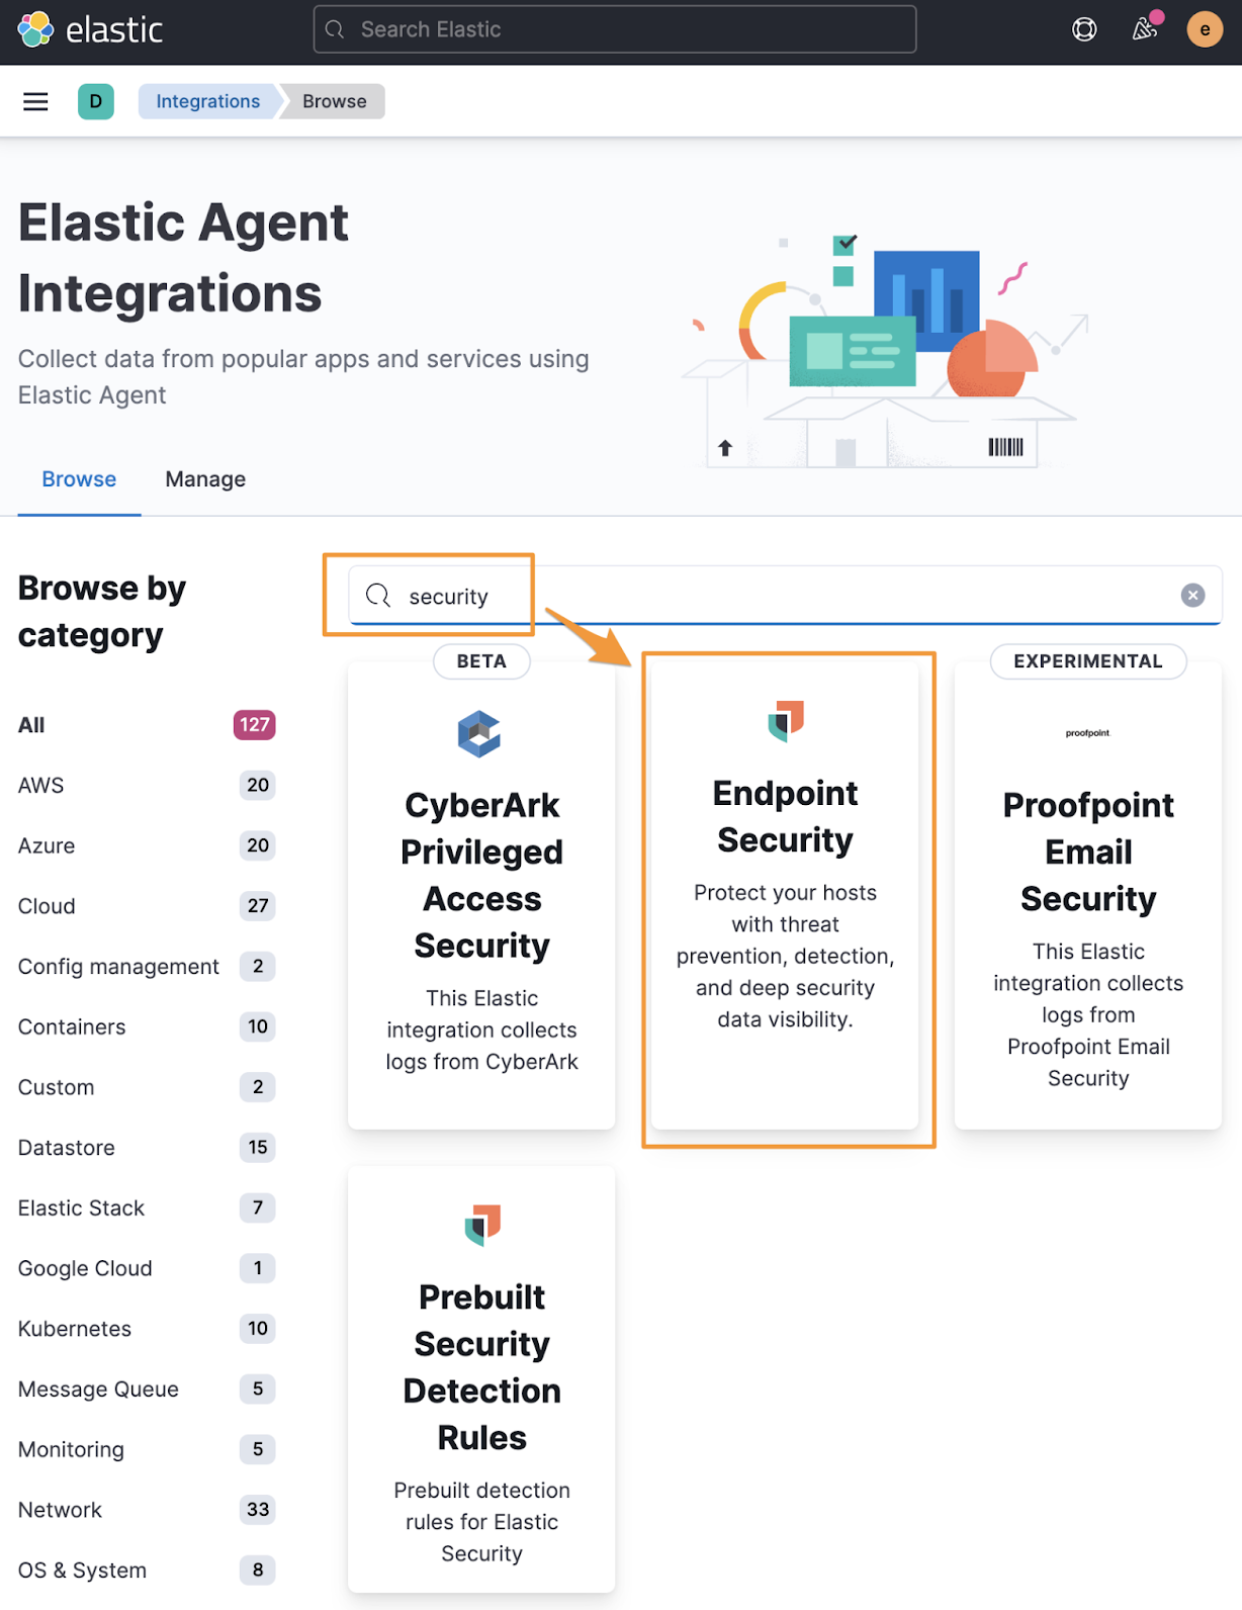 elastic
Search Elastic
e
D
Integrations
Browse
Elastic Agent
Integrations
Collect data from popular apps and services using
Elastic Agent
Browse
Manage
Browse by
category
All 127
AWS 20
Azure 20
Cloud 27
Config management 2
Containers 10
Custom 2
Datastore 15
Elastic Stack 7
Google Cloud 1
Kubernetes 10
Message Queue 5
Monitoring 5
Network 33
OS & System 8
security
BETA
CyberArk
Privileged
Access
Security
This Elastic
integration collects
logs from CyberArk
Endpoint
Security
Protect your hosts
with threat
prevention, detection,
and deep security
data visibility.
EXPERIMENTAL
proofpoint
Proofpoint
Email
Security
This Elastic
integration collects
logs from
Proofpoint Email
Security
Prebuilt
Security
Detection
Rules
Prebuilt detection
rules for Elastic
Security